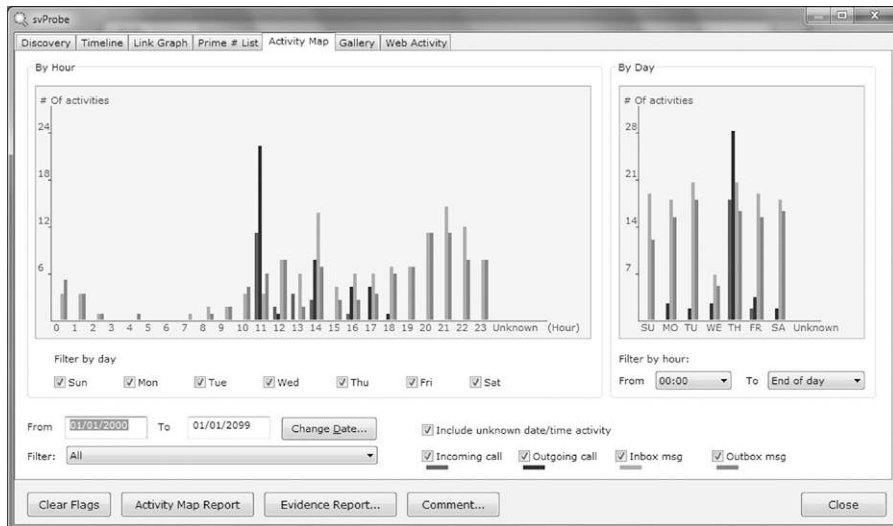 svProbe
Discovery Timeline Link Graph Prime # List Activity Map Gallery Web Activity
By Hour
# Of activities
24
18
12
6
0 1 2 3 4 5 6 7 8 9 10 11 12 13 14 15 16 17 18 19 20 21 22 23 Unknown (Hour)
Filter by day
Sun Mon Tue Wed Thu Fri Sat
By Day
# Of activities
28
21
14
7
SU MO TU WE TH FR SA Unknown
Filter by hour:
From 00:00 To End of day
From 01/01/2000 To 01/01/2099 Change Date...
Filter: All
Include unknown date/time activity
Incoming call Outgoing call Inbox msg Outbox msg
Clear Flags Activity Map Report Evidence Report... Comment... Close